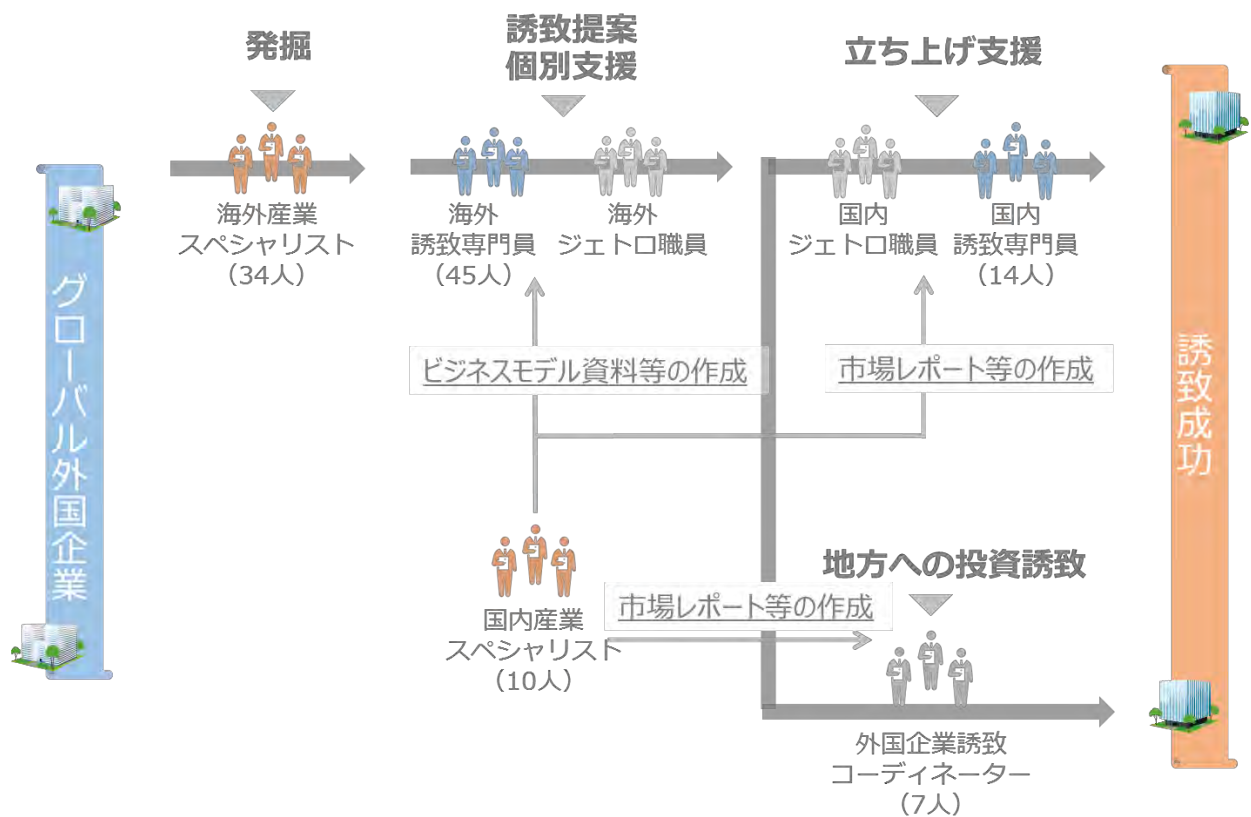 発掘
誘致提案
個別支援
立ち上げ支援
グローバル外国企業
海外産業
スペシャリスト
（34人）
海外
誘致専門員
（45人）
海外
ジェトロ職員
国内
ジェトロ職員
国内
誘致専門員
（14人）
ビジネスモデル資料等の作成
市場レポート等の作成
誘致成功
国内産業
スペシャリスト
（10人）
市場レポート等の作成
地方への投資誘致
外国企業誘致
コーディネーター
（7人）